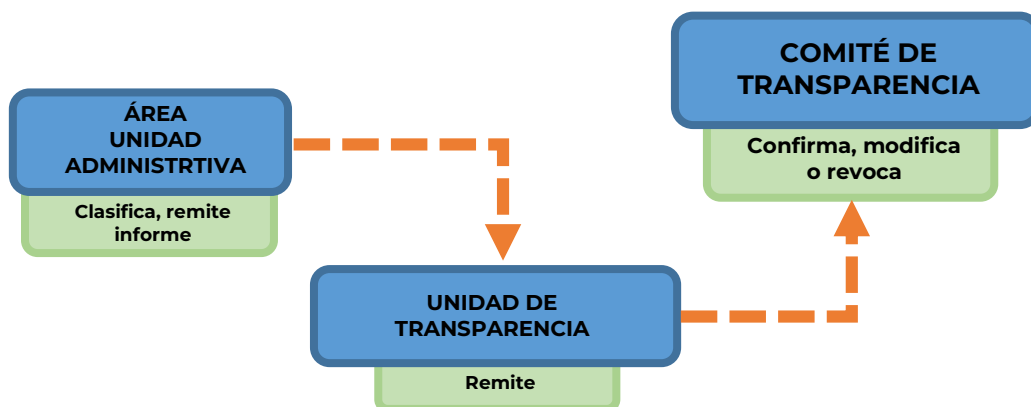 ÁREA
UNIDAD
ADMINISTRTIVA
Clasifica, remite
informe
UNIDAD DE
TRANSPARENCIA
Remite
COMITÉ DE
TRANSPARENCIA
Confirma, modifica
o revoca